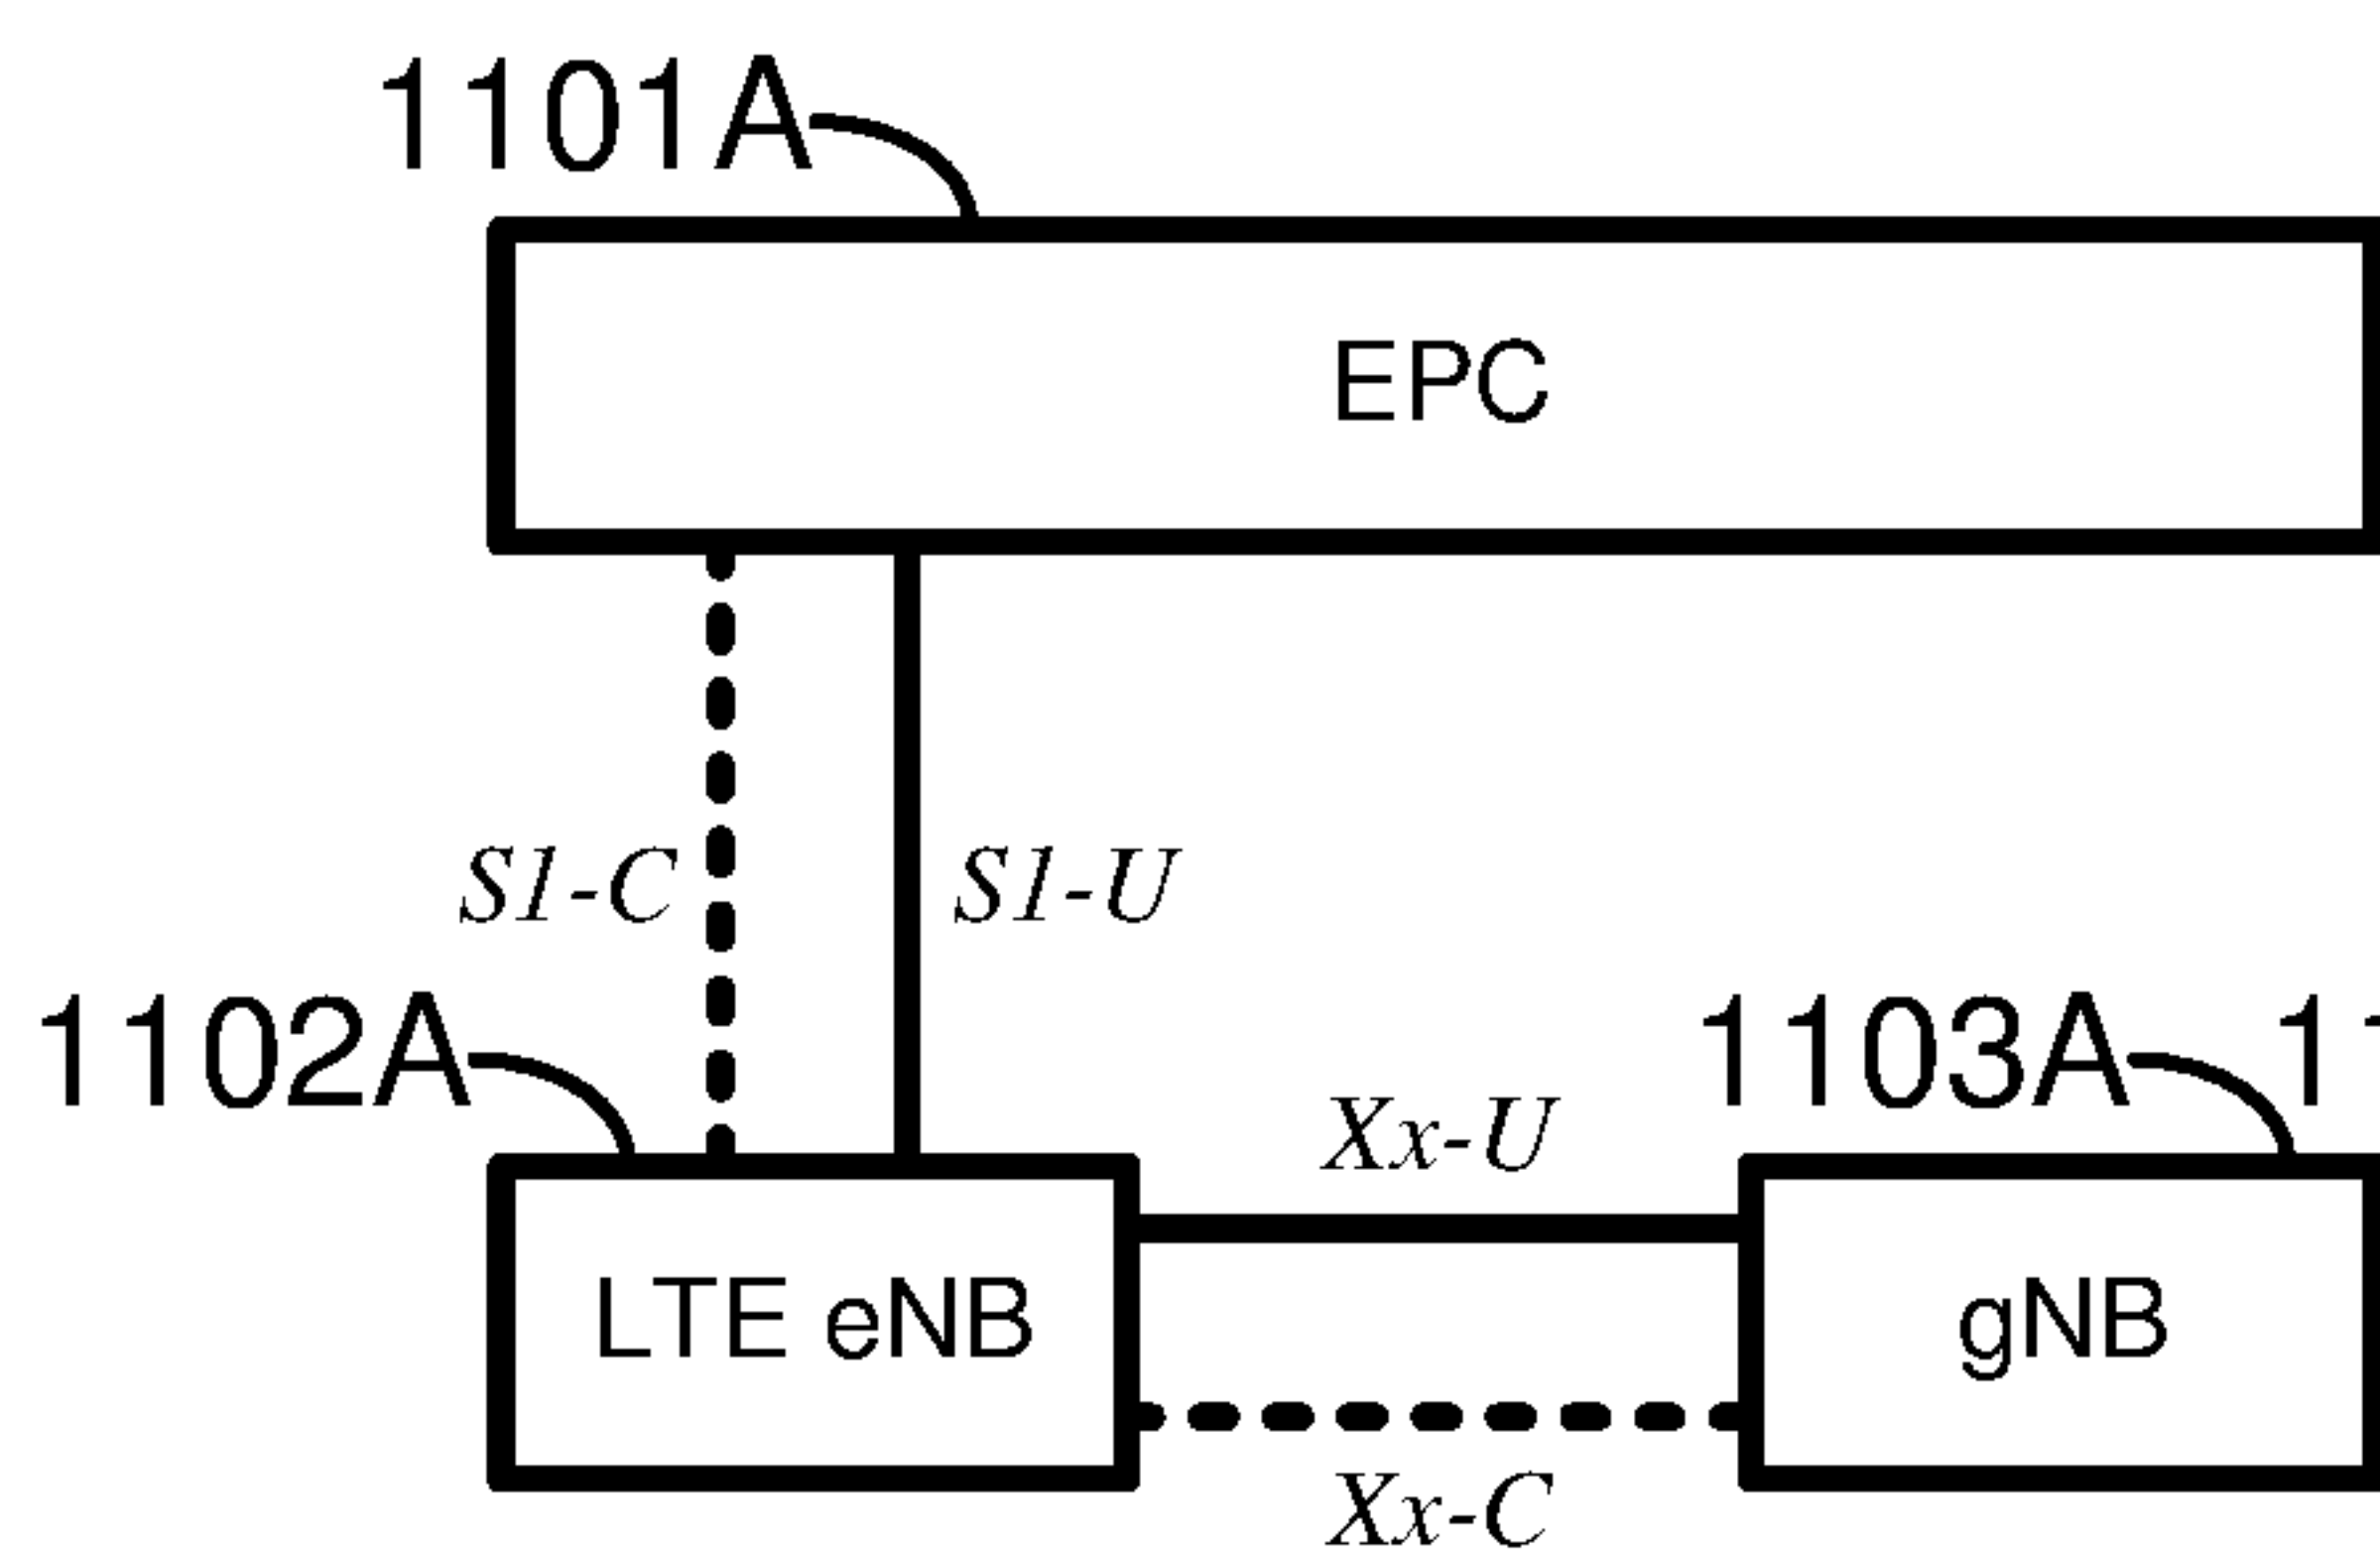 1101A
EPC
S1-C S1-U
1102A 1103A
Xx-U
LTE eNB gNB
Xx-C